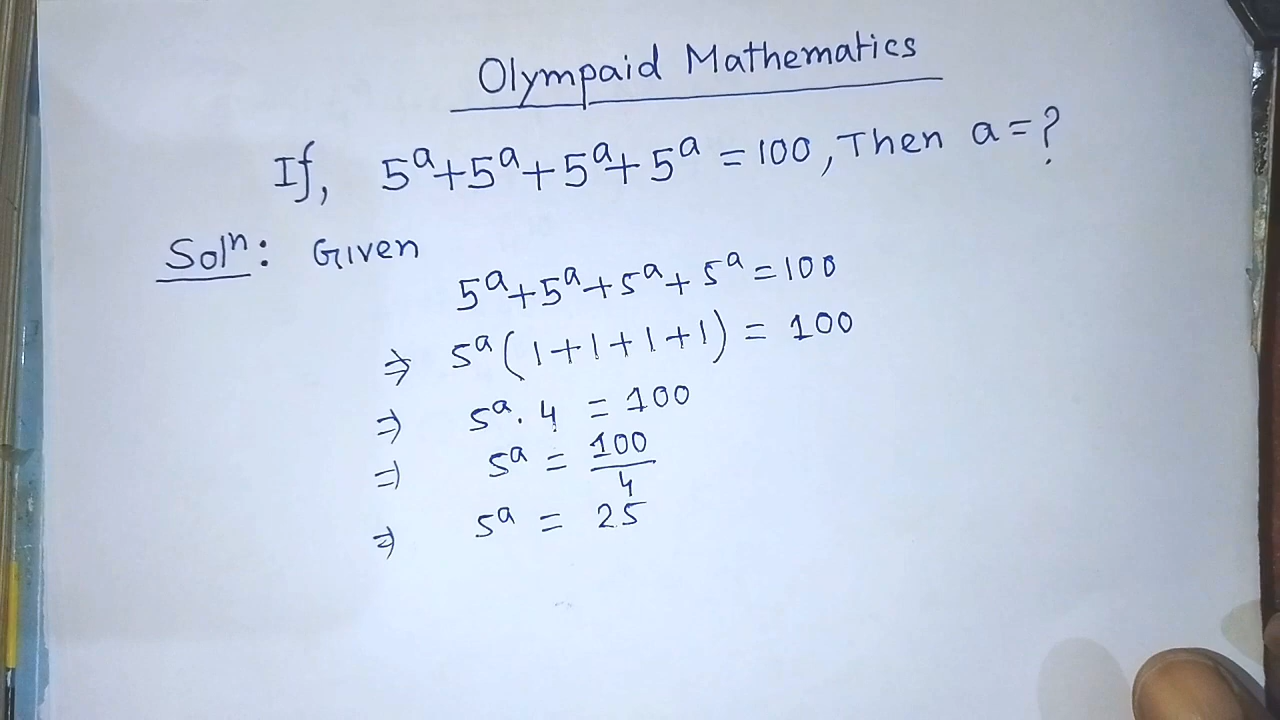 Olympaid Mathematics
If, 5^a+5^a+5^a+5^a = 100, Then a=?
Solⁿ: Given
5^a+5^a+5^a+5^a = 100
⇒ 5^a(1+1+1+1) = 100
⇒ 5^a. 4 = 100
⇒ 5^a = 100/4
⇒ 5^a = 25